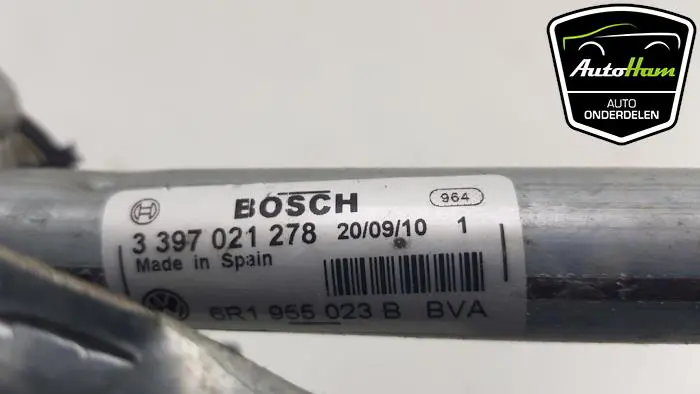 AutoHam
AUTO
ONDERDELEN
BOSCH 964
3 397 021 278 20/09/10 1
Made in Spain
6R1 955 023 B BVA